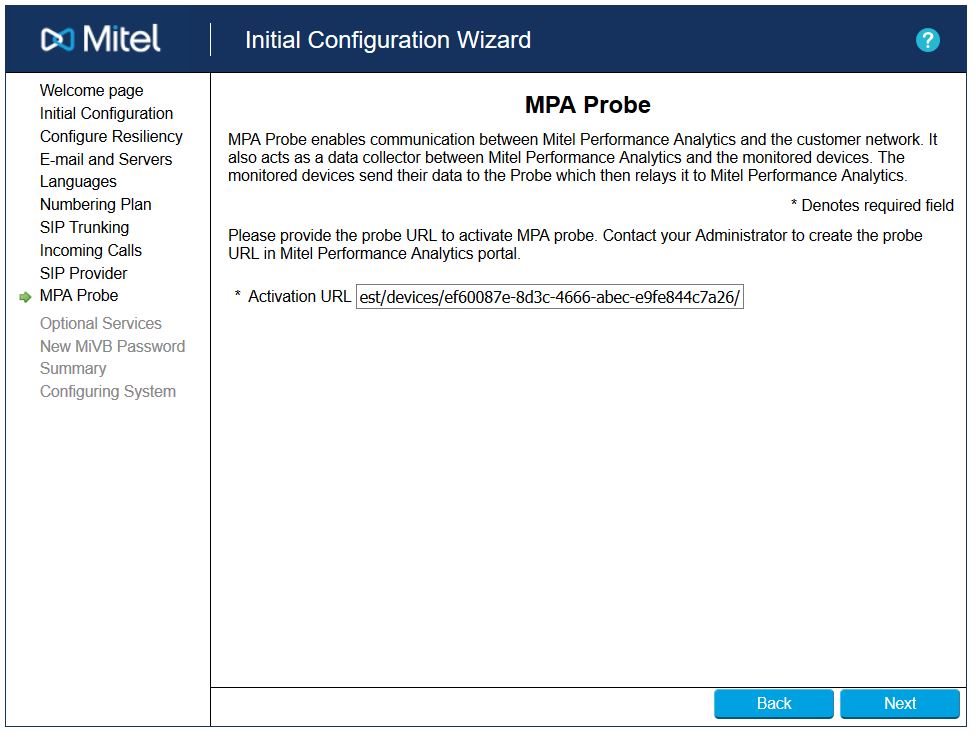 Mitel
Initial Configuration Wizard
?
Welcome page
Initial Configuration
Configure Resiliency
E-mail and Servers
Languages
Numbering Plan
SIP Trunking
Incoming Calls
SIP Provider
MPA Probe
Optional Services
New MiVB Password
Summary
Configuring System
MPA Probe
MPA Probe enables communication between Mitel Performance Analytics and the customer network. It
also acts as a data collector between Mitel Performance Analytics and the monitored devices. The
monitored devices send their data to the Probe which then relays it to Mitel Performance Analytics.
* Denotes required field
Please provide the probe URL to activate MPA probe. Contact your Administrator to create the probe
URL in Mitel Performance Analytics portal.
* Activation URL est/devices/ef60087e-8d3c-4666-abec-e9fe844c7a26/
Back Next